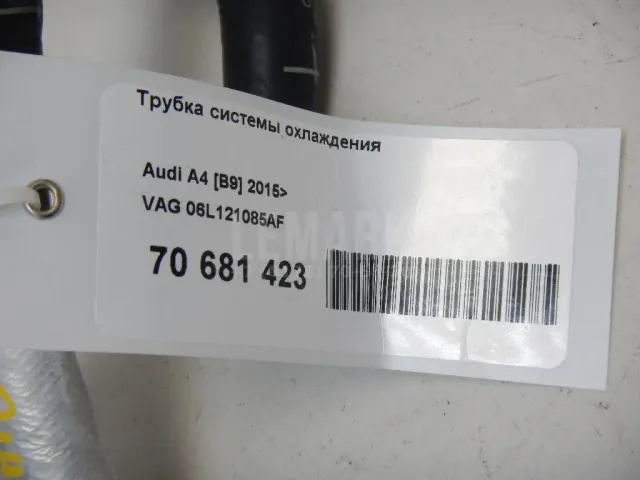 Трубка системы охлаждения
Audi A4 [B9] 2015>
VAG 06L121085AF
70 681 423